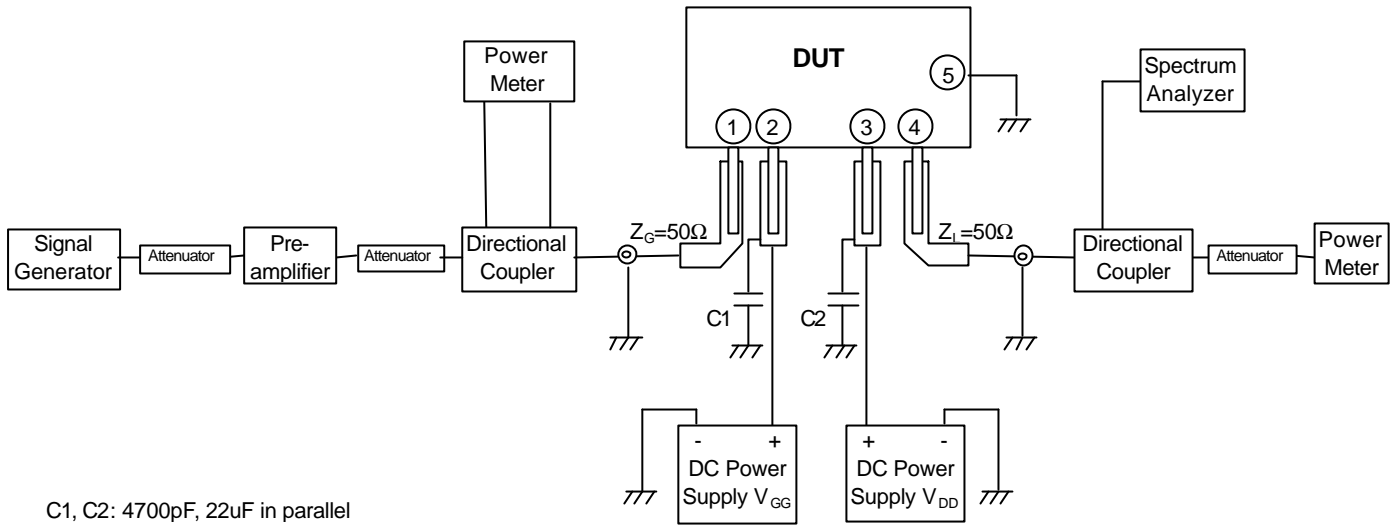 DUT
Power
Meter
5
Spectrum
Analyzer
1
2
3
4
Signal
Generator
Attenuator
Pre-
amplifier
Attenuator
Directional
Coupler
Z_G=50Ω
Z_L=50Ω
Directional
Coupler
Attenuator
Power
Meter
C1
C2
- +
DC Power
Supply V_GG
+ -
DC Power
Supply V_DD
C1, C2: 4700pF, 22uF in parallel